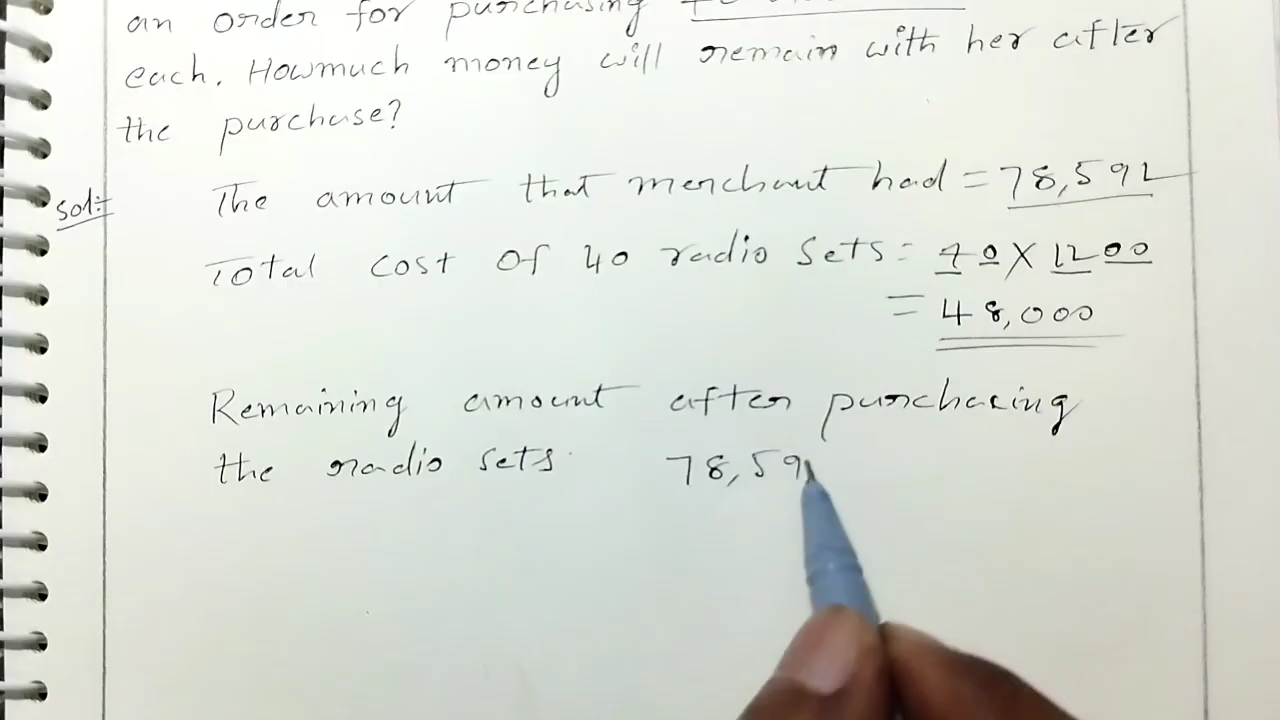 an order for purchasing
each. Howmuch money will remain with her after
the purchase?
Sol:-
The amount that merchant had = 78,592
Total cost of 40 radio sets = 40 X 1200
= 48,000
Remaining amount after purchasing
the radio sets 78,59